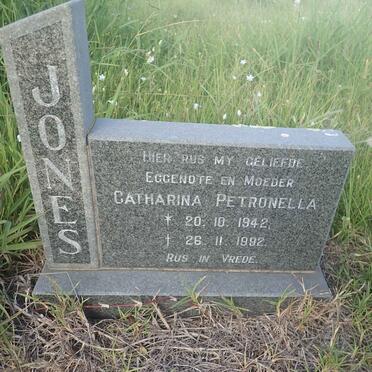 JONES
HIER RUS MY GELIEFDE
EGGENOTE EN MOEDER
CATHARINA PETRONELLA
* 20. 10. 1942.
† 26. 11. 1992.
RUS IN VREDE.